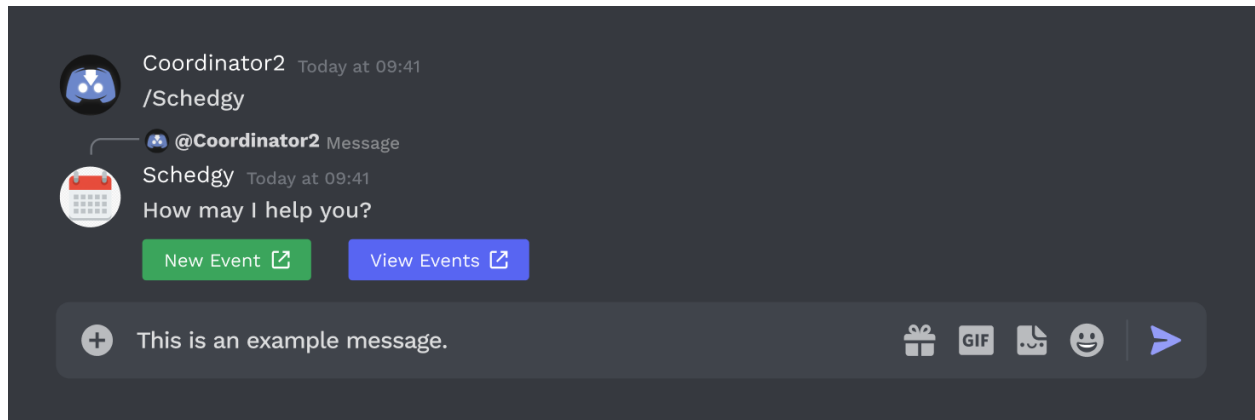 Coordinator2 Today at 09:41
/Schedgy
@Coordinator2 Message
Schedgy Today at 09:41
How may I help you?
New Event View Events
This is an example message. GIF